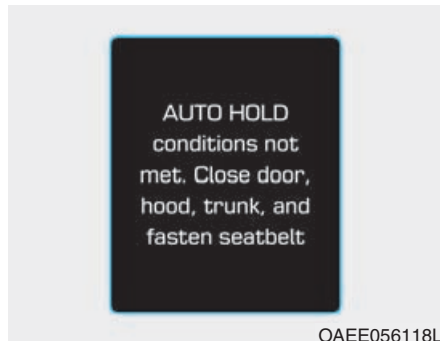 AUTO HOLD
conditions not
met. Close door,
hood, trunk, and
fasten seatbelt
OAEE056118L